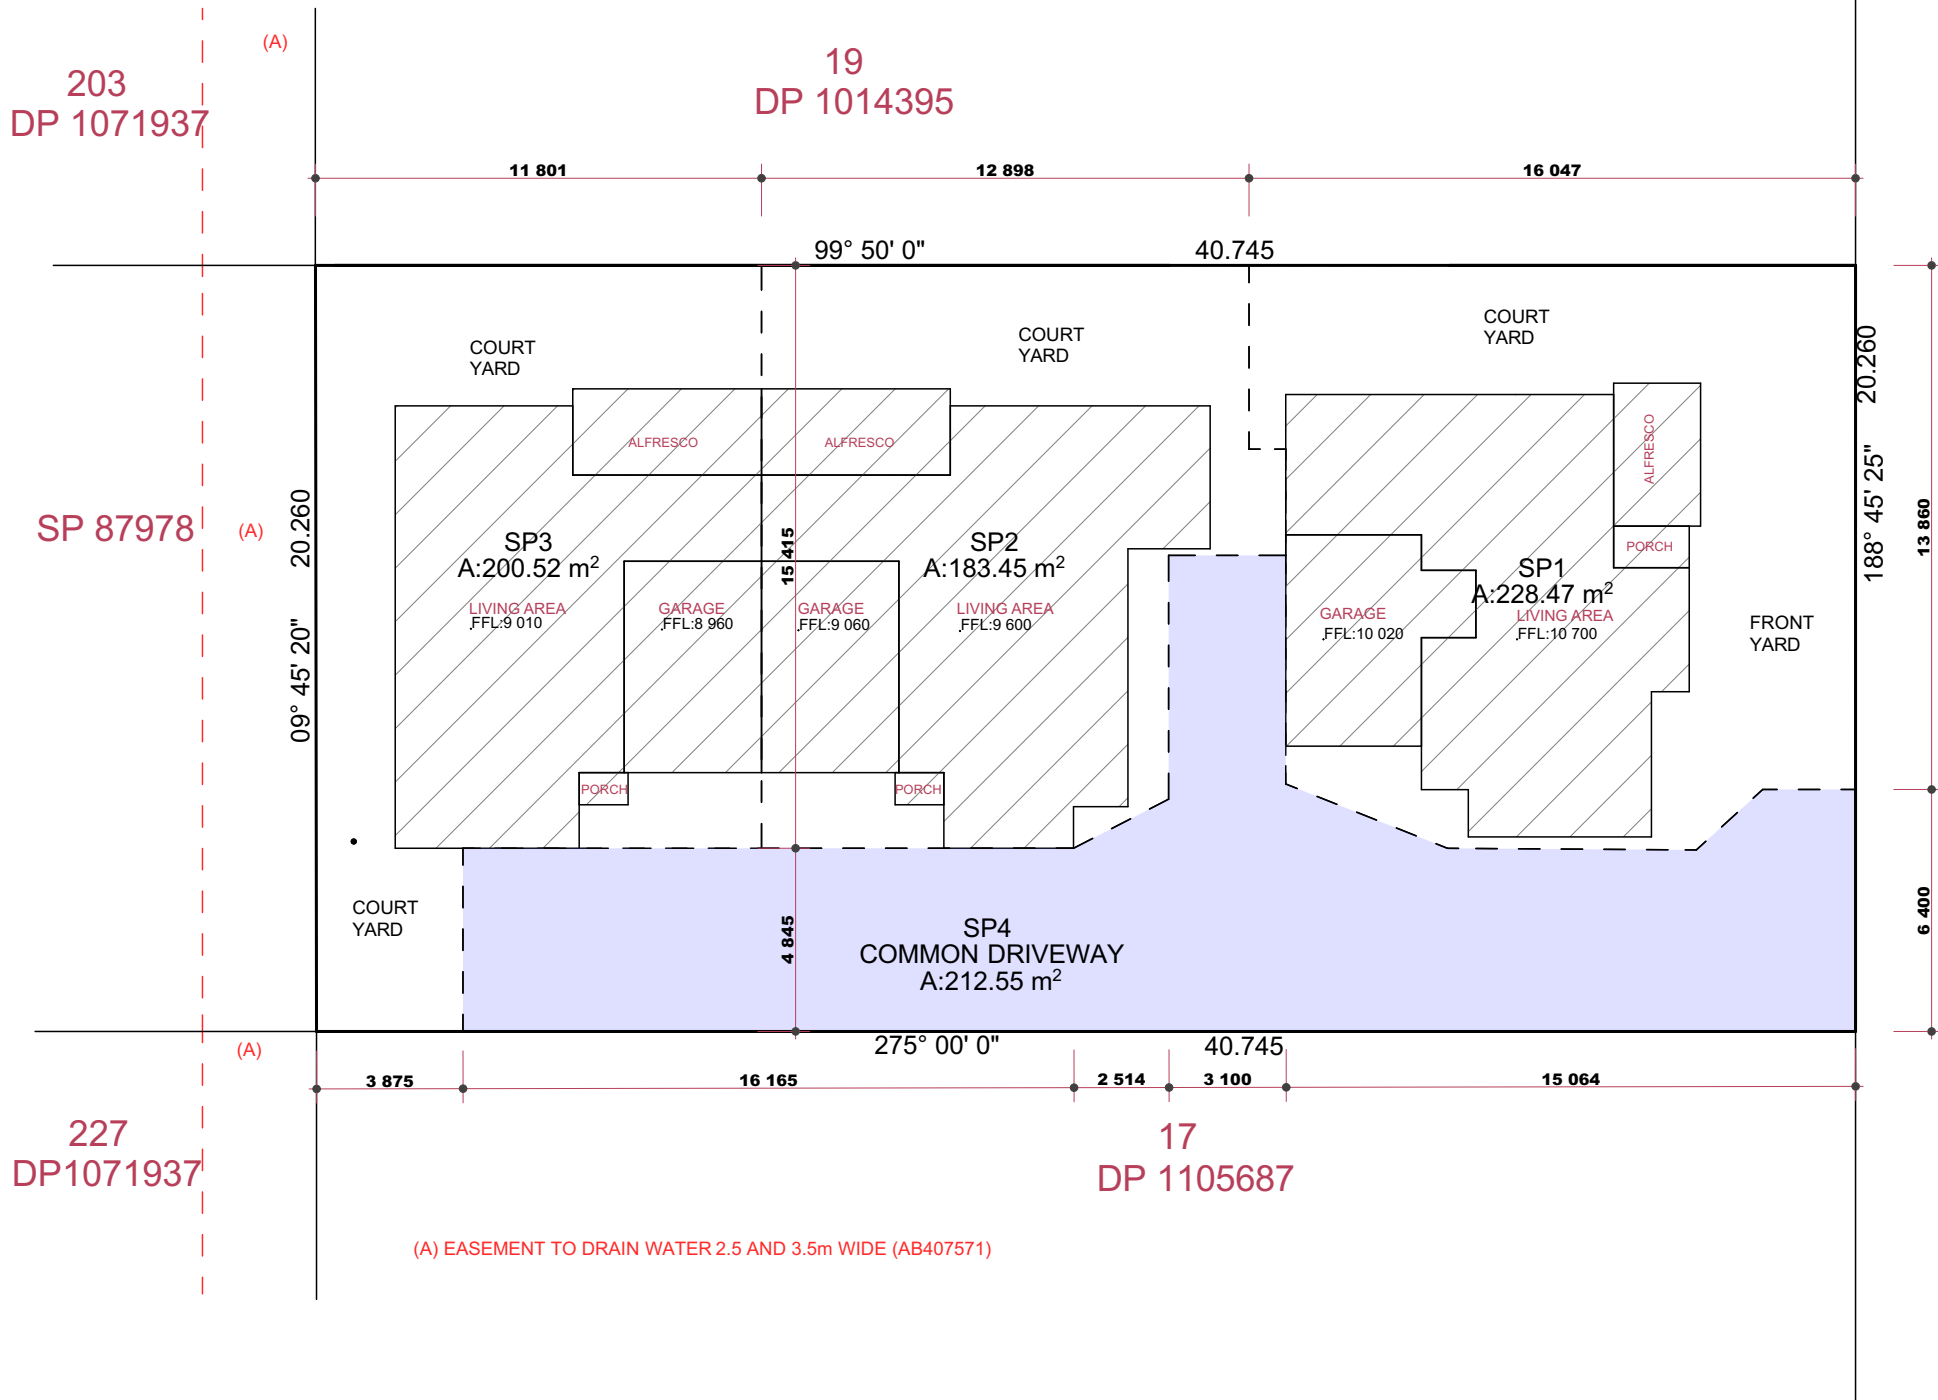 (A)
203
DP 1071937
19
DP 1014395
11 801
12 898
16 047
99° 50' 0"
40.745
COURT
YARD
COURT
YARD
COURT
YARD
20.260
188° 45' 25"
13 860
ALFRESCO
ALFRESCO
ALFRESCO
SP 87978
(A)
20.260
09° 45' 20"
SP3
A:200.52 m²
LIVING AREA
FFL:9 010
GARAGE
FFL:8 960
15 415
GARAGE
FFL:9 060
SP2
A:183.45 m²
LIVING AREA
FFL:9 600
PORCH
SP1
A:228.47 m²
GARAGE
FFL:10 020
LIVING AREA
FFL:10 700
FRONT
YARD
PORCH
PORCH
COURT
YARD
4 845
SP4
COMMON DRIVEWAY
A:212.55 m²
6 400
(A)
275° 00' 0"
40.745
3 875
16 165
2 514
3 100
15 064
227
DP1071937
17
DP 1105687
(A) EASEMENT TO DRAIN WATER 2.5 AND 3.5m WIDE (AB407571)